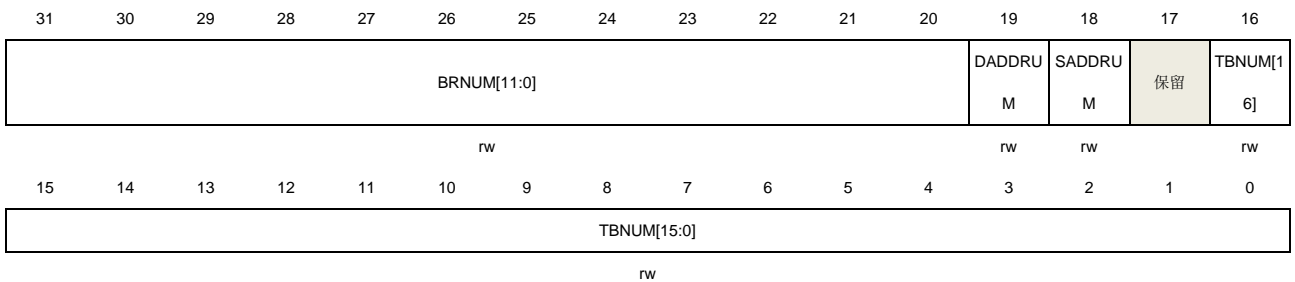 31 30 29 28 27 26 25 24 23 22 21 20 19 18 17 16
BRNUM[11:0]
DADDRU
M
SADDRU
M
保留
TBNUM[1
6]
rw rw rw rw
15 14 13 12 11 10 9 8 7 6 5 4 3 2 1 0
TBNUM[15:0]
rw